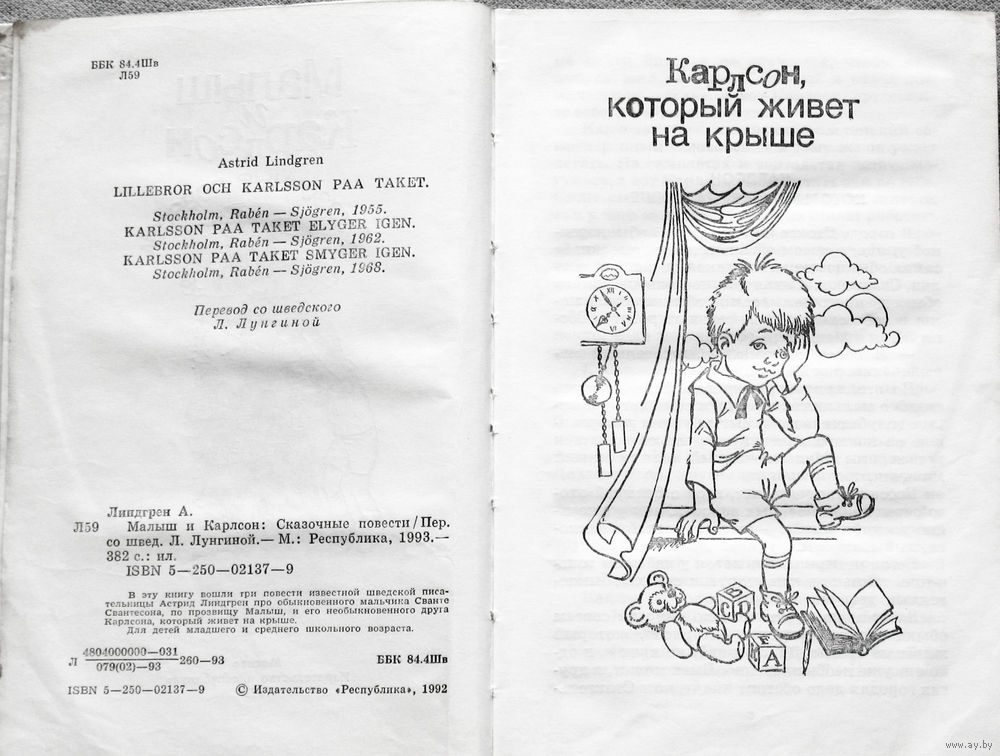 ББК 84.4Шв
Л59
Astrid Lindgren
LILLEBROR OCH KARLSSON PAA TAKET.
Stockholm, Rabén — Sjögren, 1955.
KARLSSON PAA TAKET ELYGER IGEN.
Stockholm, Rabén — Sjögren, 1962.
KARLSSON PAA TAKET SMYGER IGEN.
Stockholm, Rabén — Sjögren, 1968.
Перевод со шведского
Л. Лунгиной
Линдгрен А.
Л59 Малыш и Карлсон: Сказочные повести/Пер.
со швед. Л. Лунгиной.— М.: Республика, 1993.—
382 с.: ил.
ISBN 5—250—02137—9
В эту книгу вошли три повести известной шведской писа-
тельницы Астрид Линдгрен про обыкновенного мальчика Сванте
Свантесона, по прозвищу Малыш, и его необыкновенного друга
Карлсона, который живет на крыше.
Для детей младшего и среднего школьного возраста.
4804000000—031
Л 260—93 ББК 84.4Шв
079(02)—93
ISBN 5—250—02137—9 © Издательство «Республика», 1992
Карлсон,
который живет
на крыше
A
www.ay.by